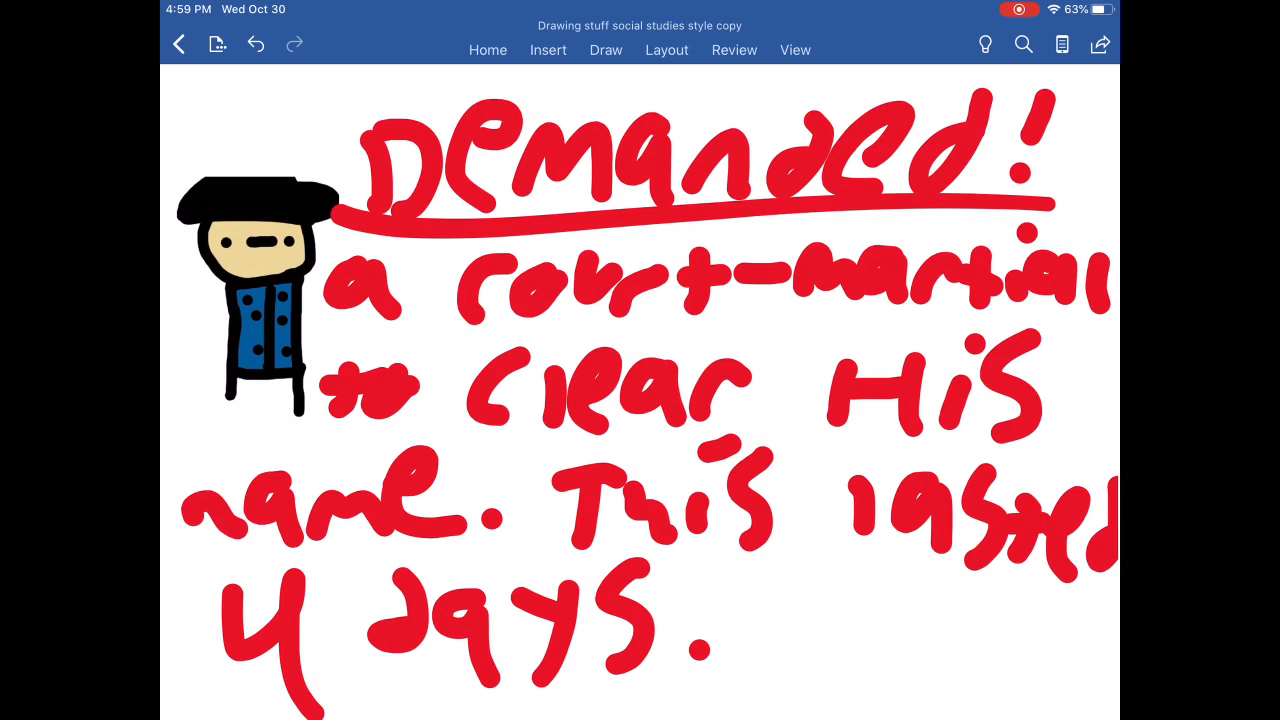 4:59 PM Wed Oct 30 63%
Drawing stuff social studies style copy
Home Insert Draw Layout Review View
Demanded!
a court-martial
to clear His
name. This lasted
4 days.